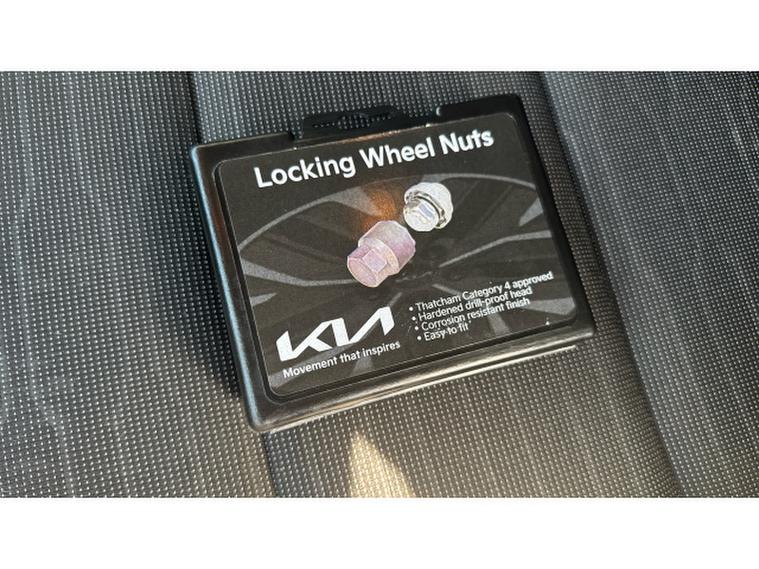 Locking Wheel Nuts
• Thatcham Category 4 approved
• Hardened drill-proof head
• Corrosion resistant finish
• Easy to fit
KIA
Movement that inspires